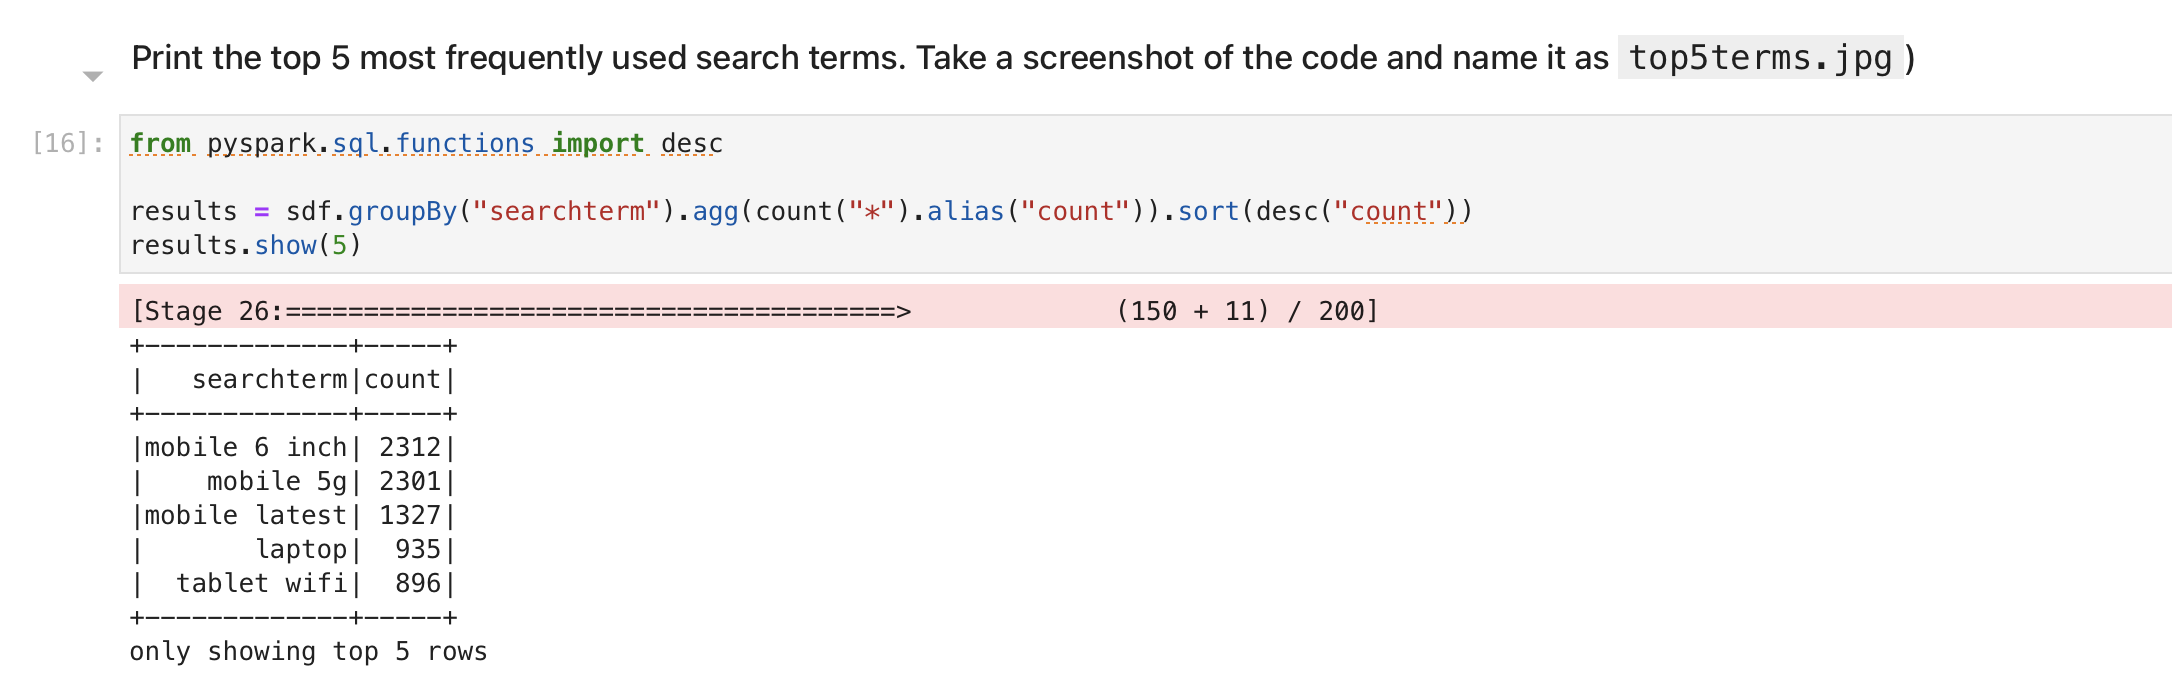 Print the top 5 most frequently used search terms. Take a screenshot of the code and name it as top5terms.jpg )
[16]:
from pyspark.sql.functions import desc
results = sdf.groupBy("searchterm").agg(count("*").alias("count")).sort(desc("count"))
results.show(5)
[Stage 26:=======================================>             (150 + 11) / 200]
+-------------+-----+
|   searchterm|count|
+-------------+-----+
|mobile 6 inch| 2312|
|    mobile 5g| 2301|
|mobile latest| 1327|
|       laptop|  935|
|  tablet wifi|  896|
+-------------+-----+
only showing top 5 rows